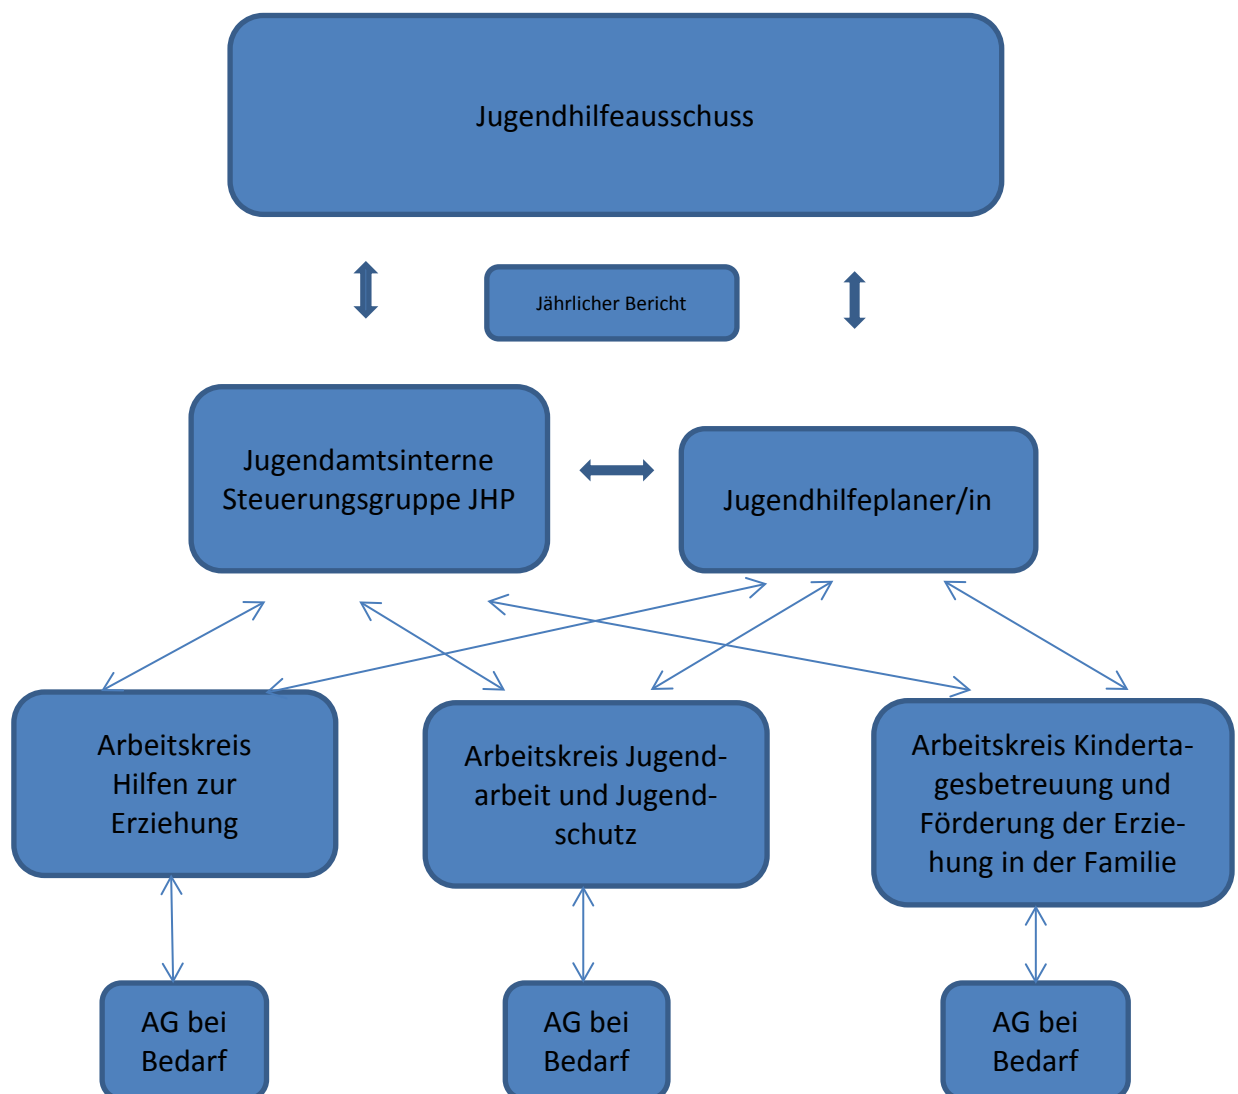 Jugendhilfeausschuss
Jährlicher Bericht
Jugendamtsinterne
Steuerungsgruppe JHP
Jugendhilfeplaner/in
Arbeitskreis
Hilfen zur
Erziehung
Arbeitskreis Jugend-
arbeit und Jugend-
schutz
Arbeitskreis Kinderta-
gesbetreuung und
Förderung der Erzie-
hung in der Familie
AG bei
Bedarf
AG bei
Bedarf
AG bei
Bedarf